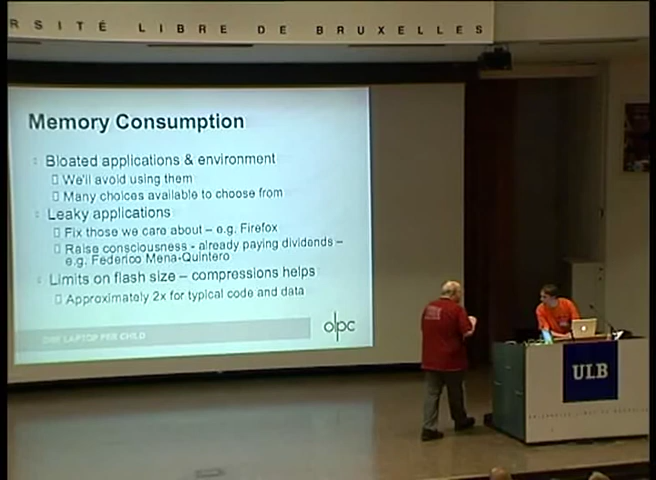 RSITÉ LIBRE DE BRUXELLES
Memory Consumption
Bloated applications & environment
We'll avoid using them
Many choices available to choose from
Leaky applications
Fix those we care about – e.g. Firefox
Raise consciousness - already paying dividends –
e.g. Federico Mena-Quintero
Limits on flash size – compressions helps
Approximately 2x for typical code and data
ONE LAPTOP PER CHILD
olpc
ULB